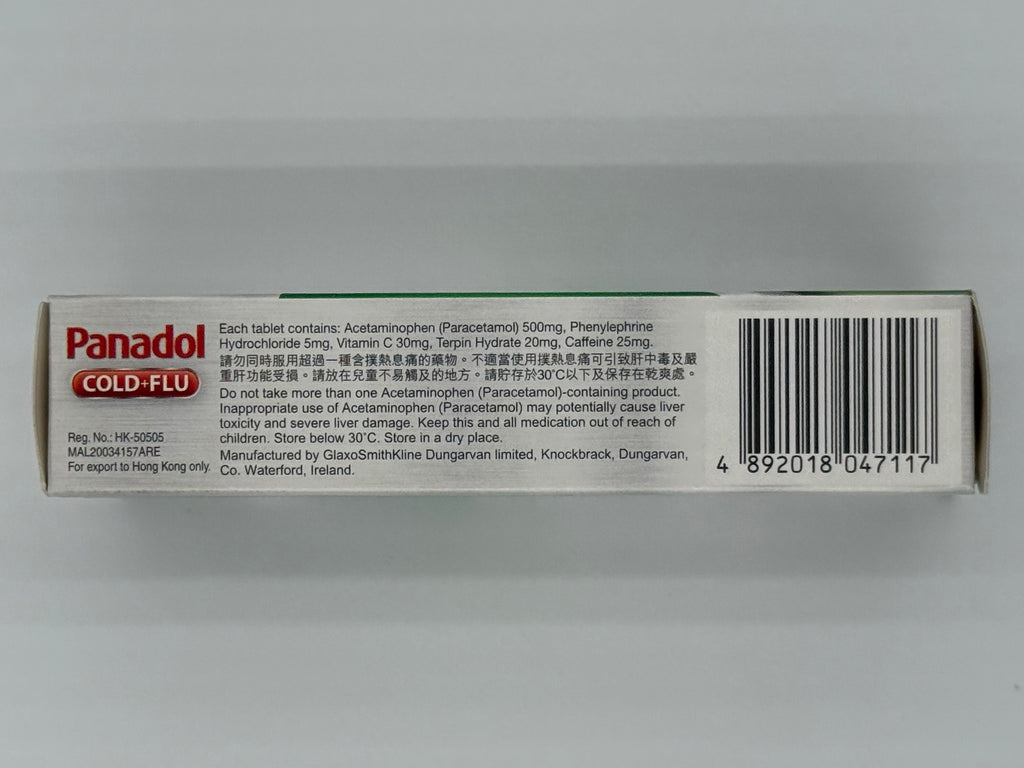 Panadol
COLD+FLU
Reg. No.: HK-50505
MAL20034157ARE
For export to Hong Kong only.
Each tablet contains: Acetaminophen (Paracetamol) 500mg, Phenylephrine
Hydrochloride 5mg, Vitamin C 30mg, Terpin Hydrate 20mg, Caffeine 25mg.
請勿同時服用超過一種含撲熱息痛的藥物。不適當使用撲熱息痛可引致肝中毒及嚴
重肝功能受損。請放在兒童不易觸及的地方。請貯存於30˚C以下及保存在乾爽處。
Do not take more than one Acetaminophen (Paracetamol)-containing product.
Inappropriate use of Acetaminophen (Paracetamol) may potentially cause liver
toxicity and severe liver damage. Keep this and all medication out of reach of
children. Store below 30˚C. Store in a dry place.
Manufactured by GlaxoSmithKline Dungarvan limited, Knockbrack, Dungarvan,
Co. Waterford, Ireland.
4 892018 047117